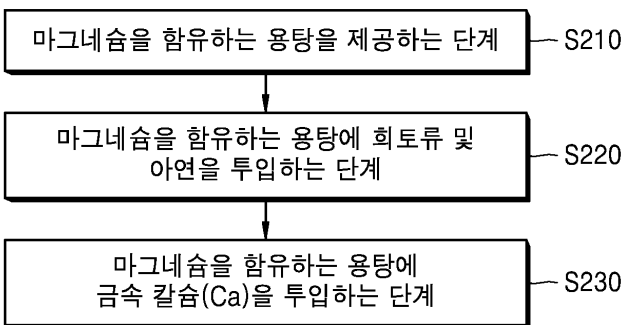 마그네슘을 함유하는 용탕을 제공하는 단계
S210
마그네슘을 함유하는 용탕에 희토류 및
아연을 투입하는 단계
S220
마그네슘을 함유하는 용탕에
금속 칼슘(Ca)을 투입하는 단계
S230